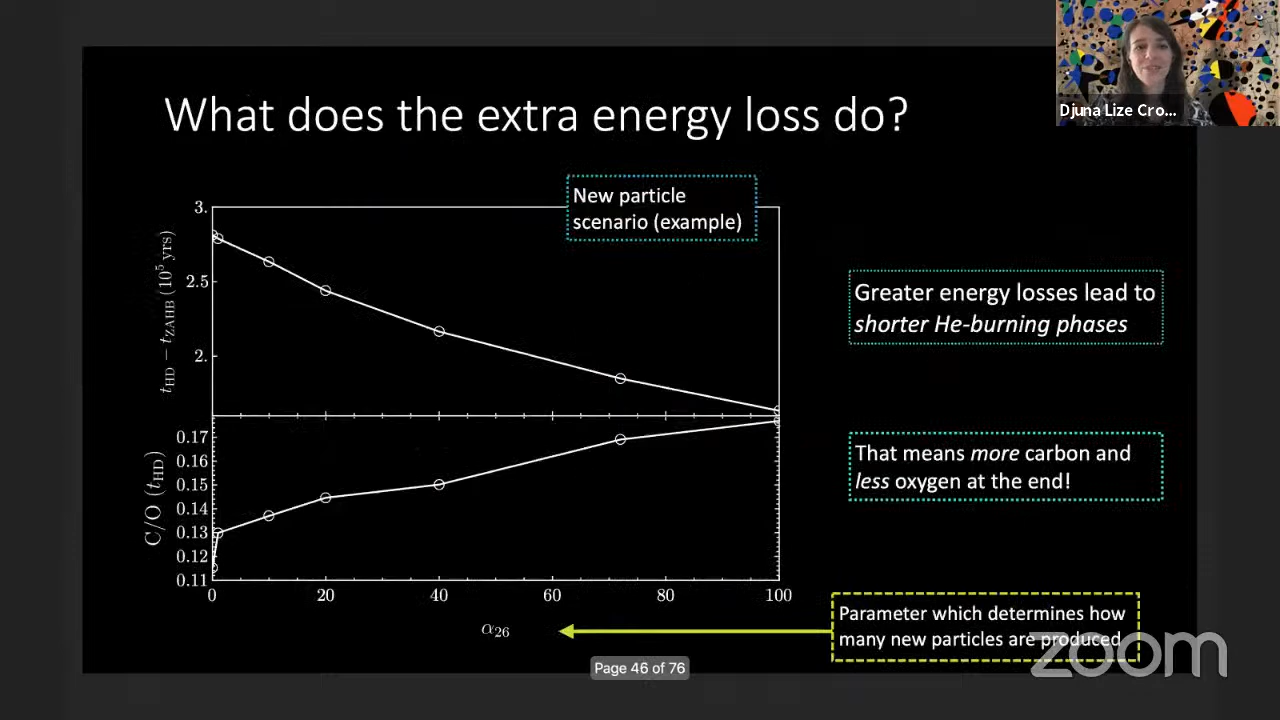 Djuna Lize Cro...
What does the extra energy loss do?
New particle
scenario (example)
3.
2.5
2.
t_HD − t_ZAHB (10^5 yrs)
Greater energy losses lead to
shorter He-burning phases
0.17
0.16
0.15
0.14
0.13
0.12
0.11
C/O (t_HD)
That means more carbon and
less oxygen at the end!
0 20 40 60 80 100
α26
Parameter which determines how
many new particles are produced
zoom
Page 46 of 76